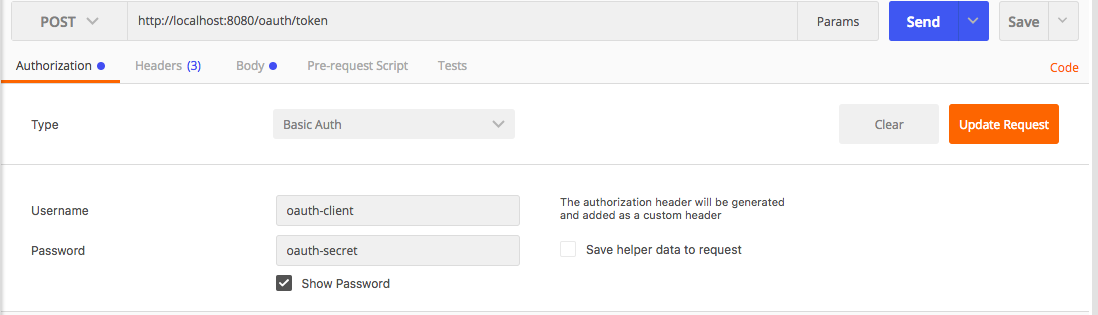 POST http://localhost:8080/oauth/token Params Send Save
Authorization Headers (3) Body Pre-request Script Tests Code
Type Basic Auth Clear Update Request
Username oauth-client The authorization header will be generated
and added as a custom header
Password oauth-secret Save helper data to request
Show Password